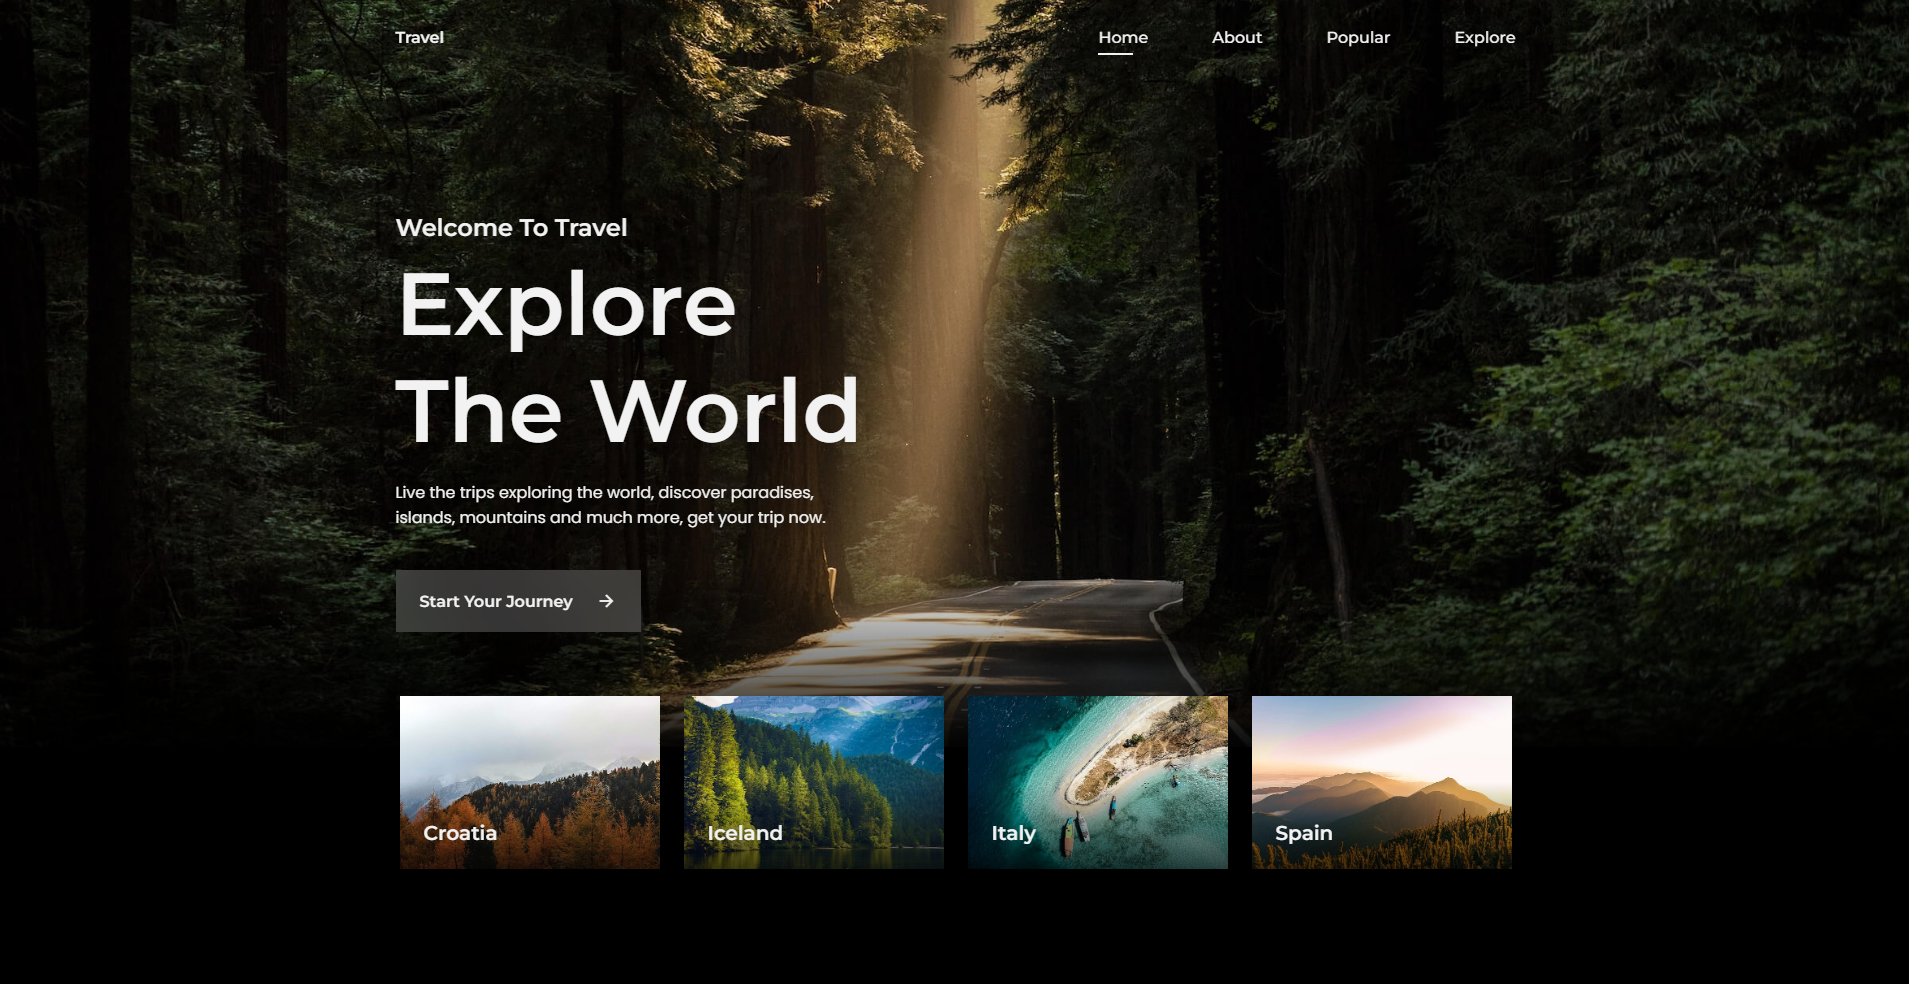 Travel
Home
About
Popular
Explore
Welcome To Travel
Explore
The World
Live the trips exploring the world, discover paradises,
islands, mountains and much more, get your trip now.
Start Your Journey
Croatia
Iceland
Italy
Spain